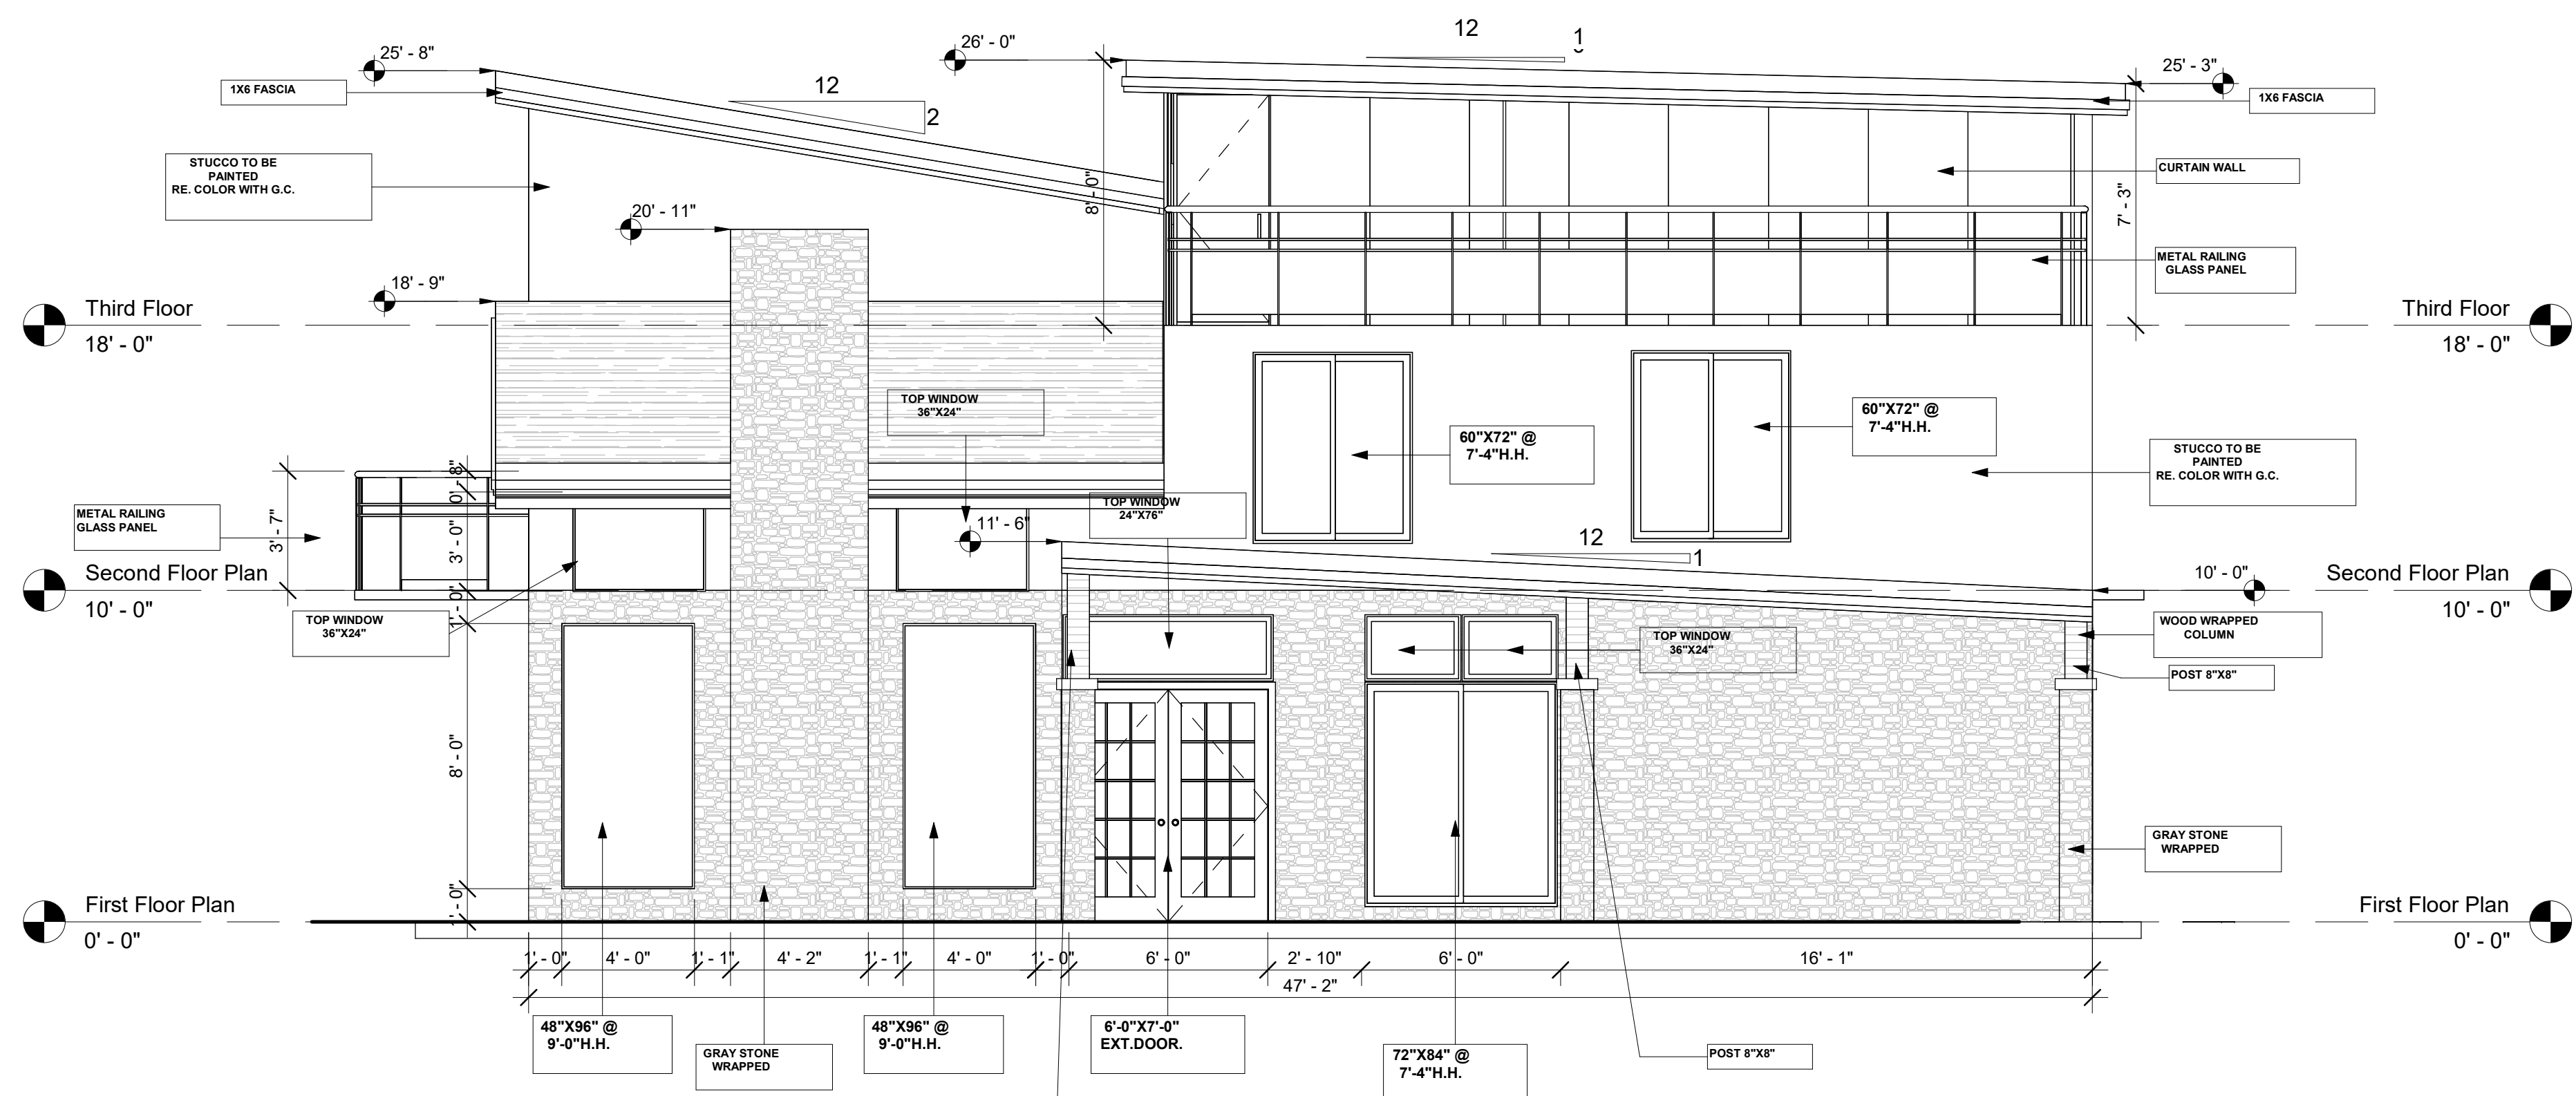 12
1
26' - 0"
25' - 8"
25' - 3"
12
2
1X6 FASCIA
1X6 FASCIA
STUCCO TO BE
PAINTED
RE. COLOR WITH G.C.
CURTAIN WALL
8' - 0"
7' - 3"
20' - 11"
METAL RAILING
GLASS PANEL
18' - 9"
Third Floor
18' - 0"
Third Floor
18' - 0"
TOP WINDOW
36"X24"
60"X72" @
7'-4"H.H.
60"X72" @
7'-4"H.H.
STUCCO TO BE
PAINTED
RE. COLOR WITH G.C.
0' - 8"
TOP WINDOW
24"X76"
METAL RAILING
GLASS PANEL
3' - 7"
3' - 0"
11' - 6"
12
1
Second Floor Plan
10' - 0"
10' - 0"
Second Floor Plan
10' - 0"
1' - 0"
TOP WINDOW
36"X24"
TOP WINDOW
36"X24"
WOOD WRAPPED
COLUMN
POST 8"X8"
8' - 0"
GRAY STONE
WRAPPED
1' - 0"
First Floor Plan
0' - 0"
First Floor Plan
0' - 0"
1' - 0"
4' - 0"
1' - 1"
4' - 2"
1' - 1"
4' - 0"
1' - 0"
6' - 0"
2' - 10"
6' - 0"
16' - 1"
47' - 2"
48"X96" @
9'-0"H.H.
GRAY STONE
WRAPPED
48"X96" @
9'-0"H.H.
6'-0"X7'-0"
EXT.DOOR.
72"X84" @
7'-4"H.H.
POST 8"X8"